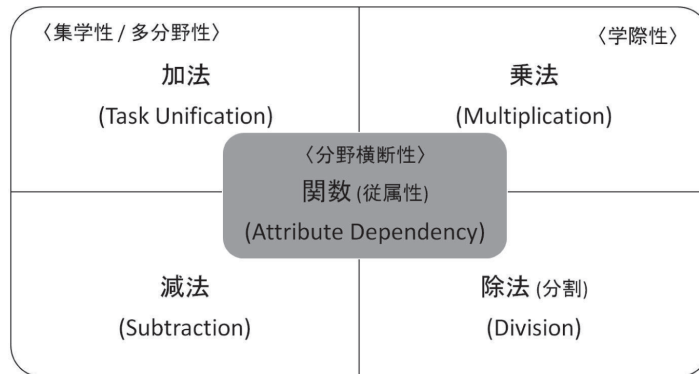 〈集学性 / 多分野性〉
加法
(Task Unification)
〈学際性〉
乗法
(Multiplication)
〈分野横断性〉
関数 (従属性)
(Attribute Dependency)
減法
(Subtraction)
除法 (分割)
(Division)